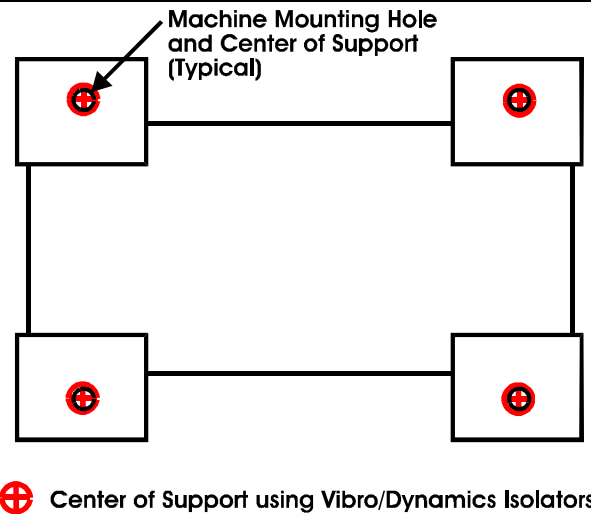 Machine Mounting Hole
and Center of Support
(Typical)
Center of Support using Vibro/Dynamics Isolators